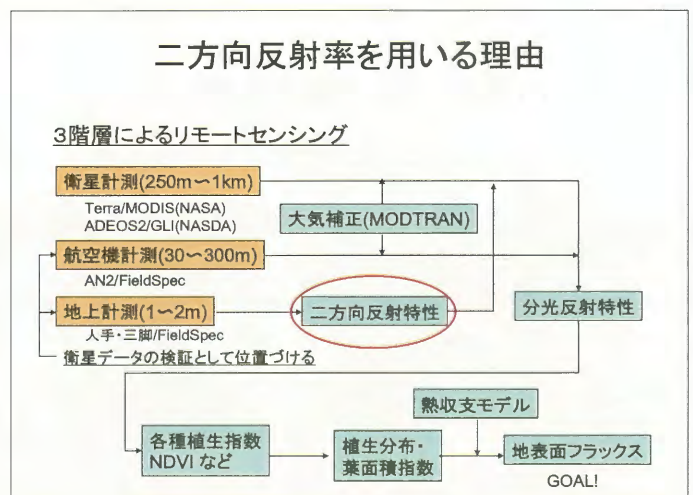 二方向反射率を用いる理由
3階層によるリモートセンシング
衛星計測(250m～1km)
Terra/MODIS(NASA)
ADEOS2/GLI(NASDA)
大気補正(MODTRAN)
航空機計測(30～300m)
AN2/FieldSpec
地上計測(1～2m)
人手・三脚/FieldSpec
二方向反射特性
分光反射特性
衛星データの検証として位置づける
熱収支モデル
各種植生指数
NDVI など
植生分布・
葉面積指数
地表面フラックス
GOAL!